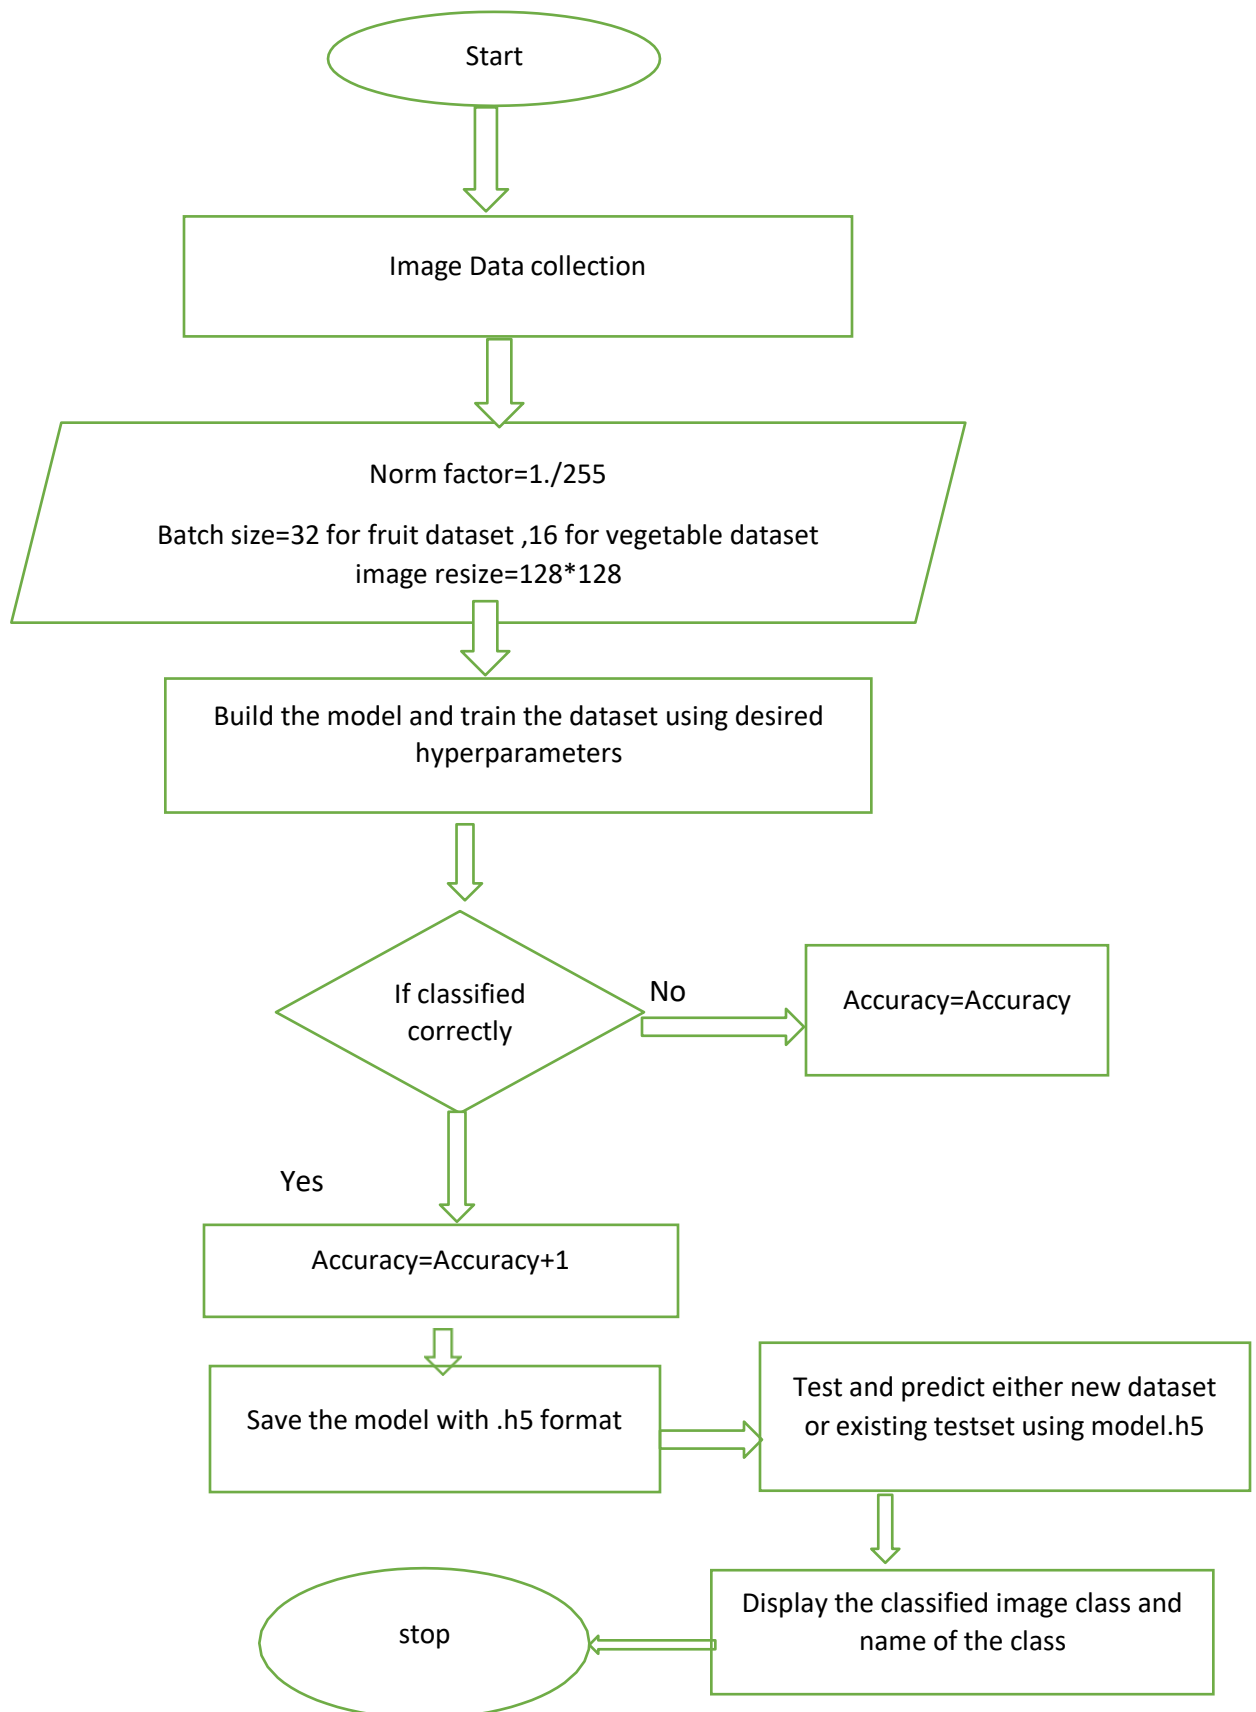 Start
Image Data collection
Norm factor=1./255
Batch size=32 for fruit dataset ,16 for vegetable dataset
image resize=128*128
Build the model and train the dataset using desired
hyperparameters
If classified
correctly
No
Accuracy=Accuracy
Yes
Accuracy=Accuracy+1
Save the model with .h5 format
Test and predict either new dataset
or existing testset using model.h5
Display the classified image class and
name of the class
stop